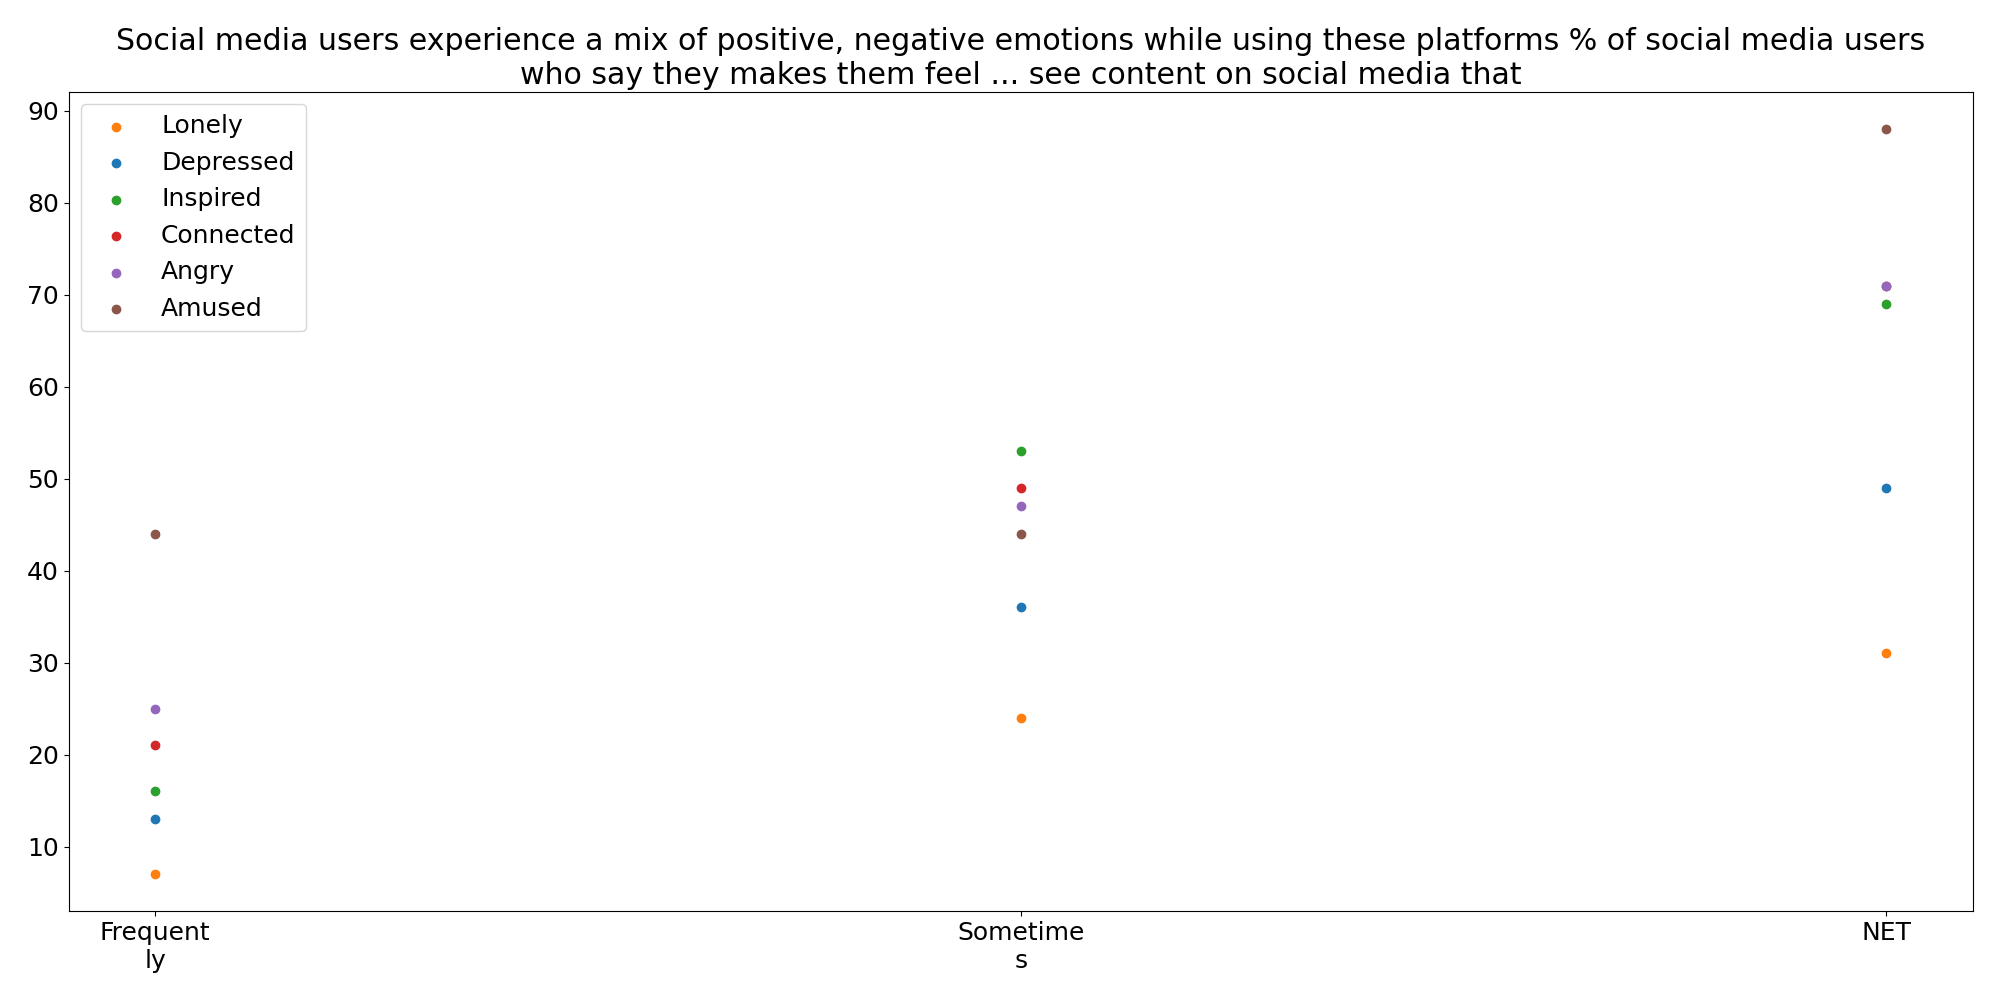 Social media users experience a mix of positive, negative emotions while using these platforms % of social media users
who say they makes them feel ... see content on social media that
90
80
70
60
50
40
30
20
10
Lonely
Depressed
Inspired
Connected
Angry
Amused
Frequent
ly
Sometime
s
NET